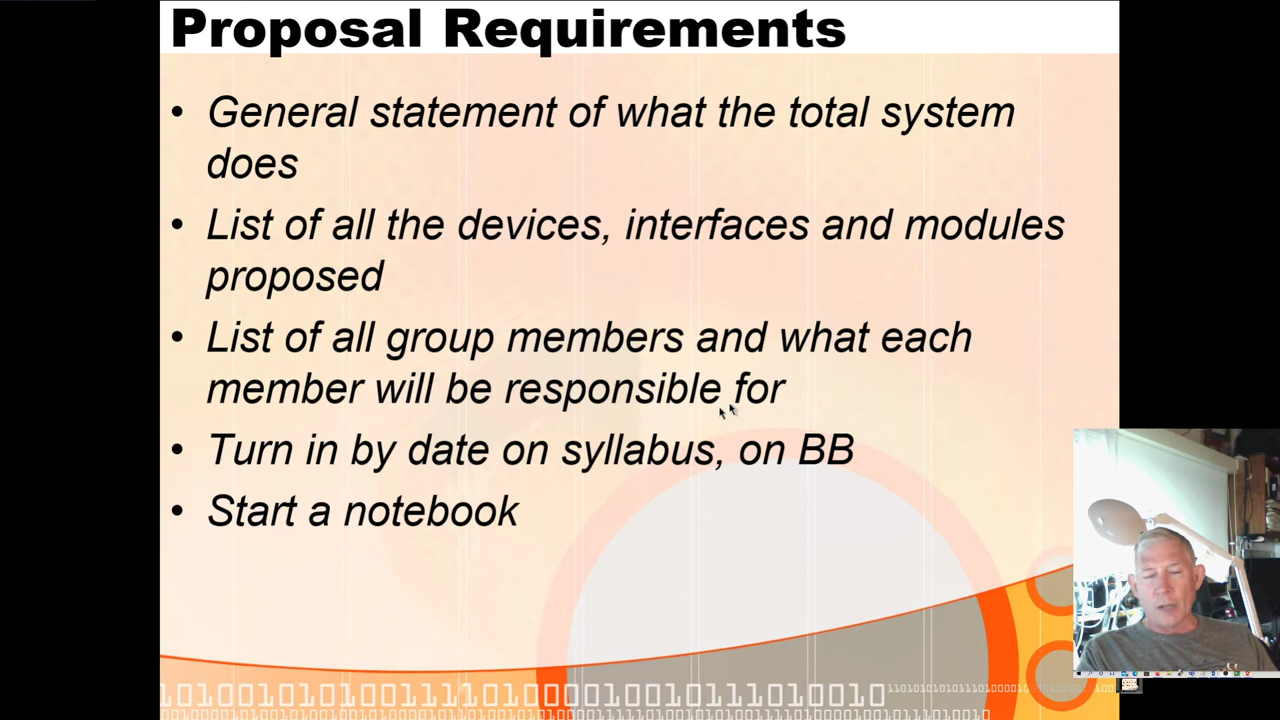 Proposal Requirements
• General statement of what the total system
does
• List of all the devices, interfaces and modules
proposed
• List of all group members and what each
member will be responsible for
• Turn in by date on syllabus, on BB
• Start a notebook